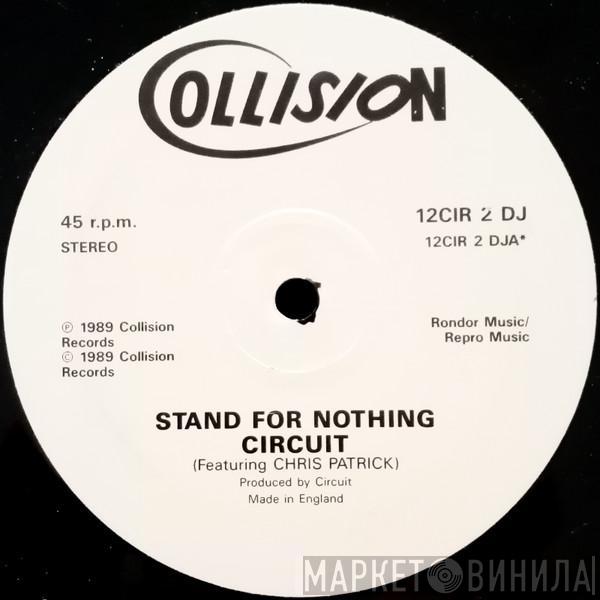 COLLISION
45 r.p.m.
STEREO
12CIR 2 DJ
12CIR 2 DJA*
℗ 1989 Collision
Records
© 1989 Collision
Records
Rondor Music/
Repro Music
STAND FOR NOTHING
CIRCUIT
(Featuring CHRIS PATRICK)
Produced by Circuit
Made in England
МАРКЕТ ВИНИЛА